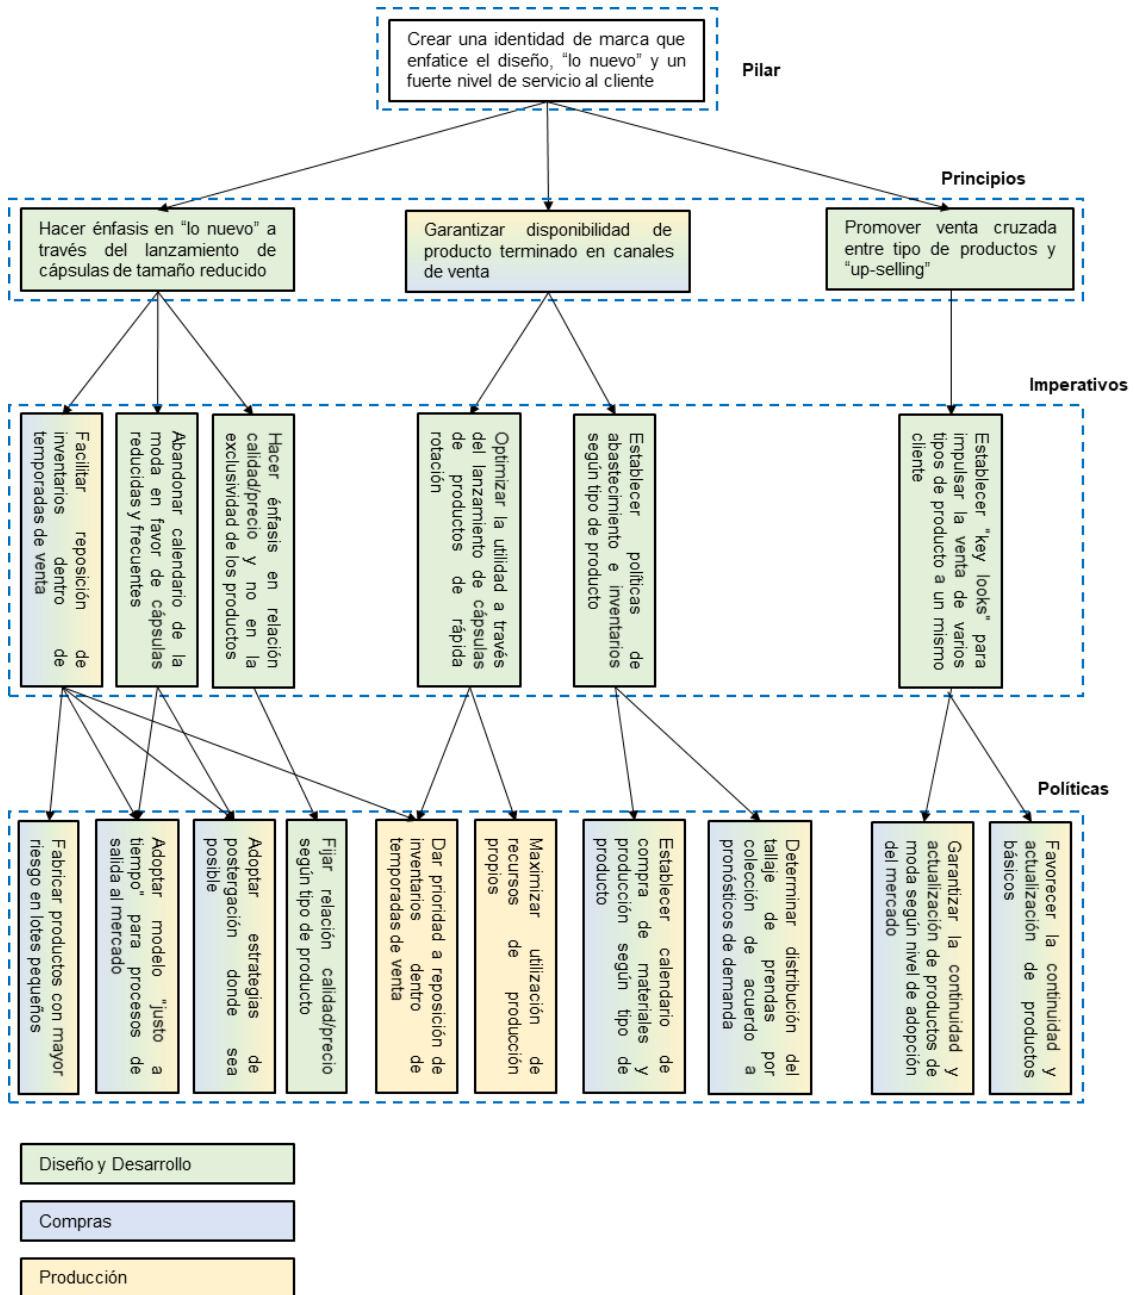 Crear una identidad de marca que
enfatice el diseño, “lo nuevo” y un
fuerte nivel de servicio al cliente
Pilar
Principios
Hacer énfasis en “lo nuevo” a
través del lanzamiento de
cápsulas de tamaño reducido
Garantizar disponibilidad de
producto terminado en canales
de venta
Promover venta cruzada
entre tipo de productos y
“up-selling”
Imperativos
Facilitar reposición de
inventarios dentro de
temporadas de venta
Abandonar calendario de la
moda en favor de cápsulas
reducidas y frecuentes
Hacer énfasis en relación
calidad/precio y no en la
exclusividad de los productos
Optimizar la utilidad a través
del lanzamiento de cápsulas
de productos de rápida
rotación
Establecer políticas de
abastecimiento e inventarios
según tipo de producto
Establecer "key looks" para
impulsar la venta de varios
tipos de producto a un mismo
cliente
Políticas
Fabricar productos con mayor
riesgo en lotes pequeños
Adoptar modelo "justo a
tiempo" para procesos de
salida al mercado
Adoptar estrategias de
postergación donde sea
posible
Fijar relación calidad/precio
según tipo de producto
Dar prioridad a reposición de
inventarios dentro de
temporadas de venta
Maximizar utilización de
recursos de producción
propios
Establecer calendario de
compra de materiales y
producción según tipo de
producto
Determinar distribución del
tallaje de prendas por
colección de acuerdo a
pronósticos de demanda
Garantizar la continuidad y
actualización de productos de
moda según nivel de adopción
del mercado
Favorecer la continuidad y
actualización de productos
básicos
Diseño y Desarrollo
Compras
Producción